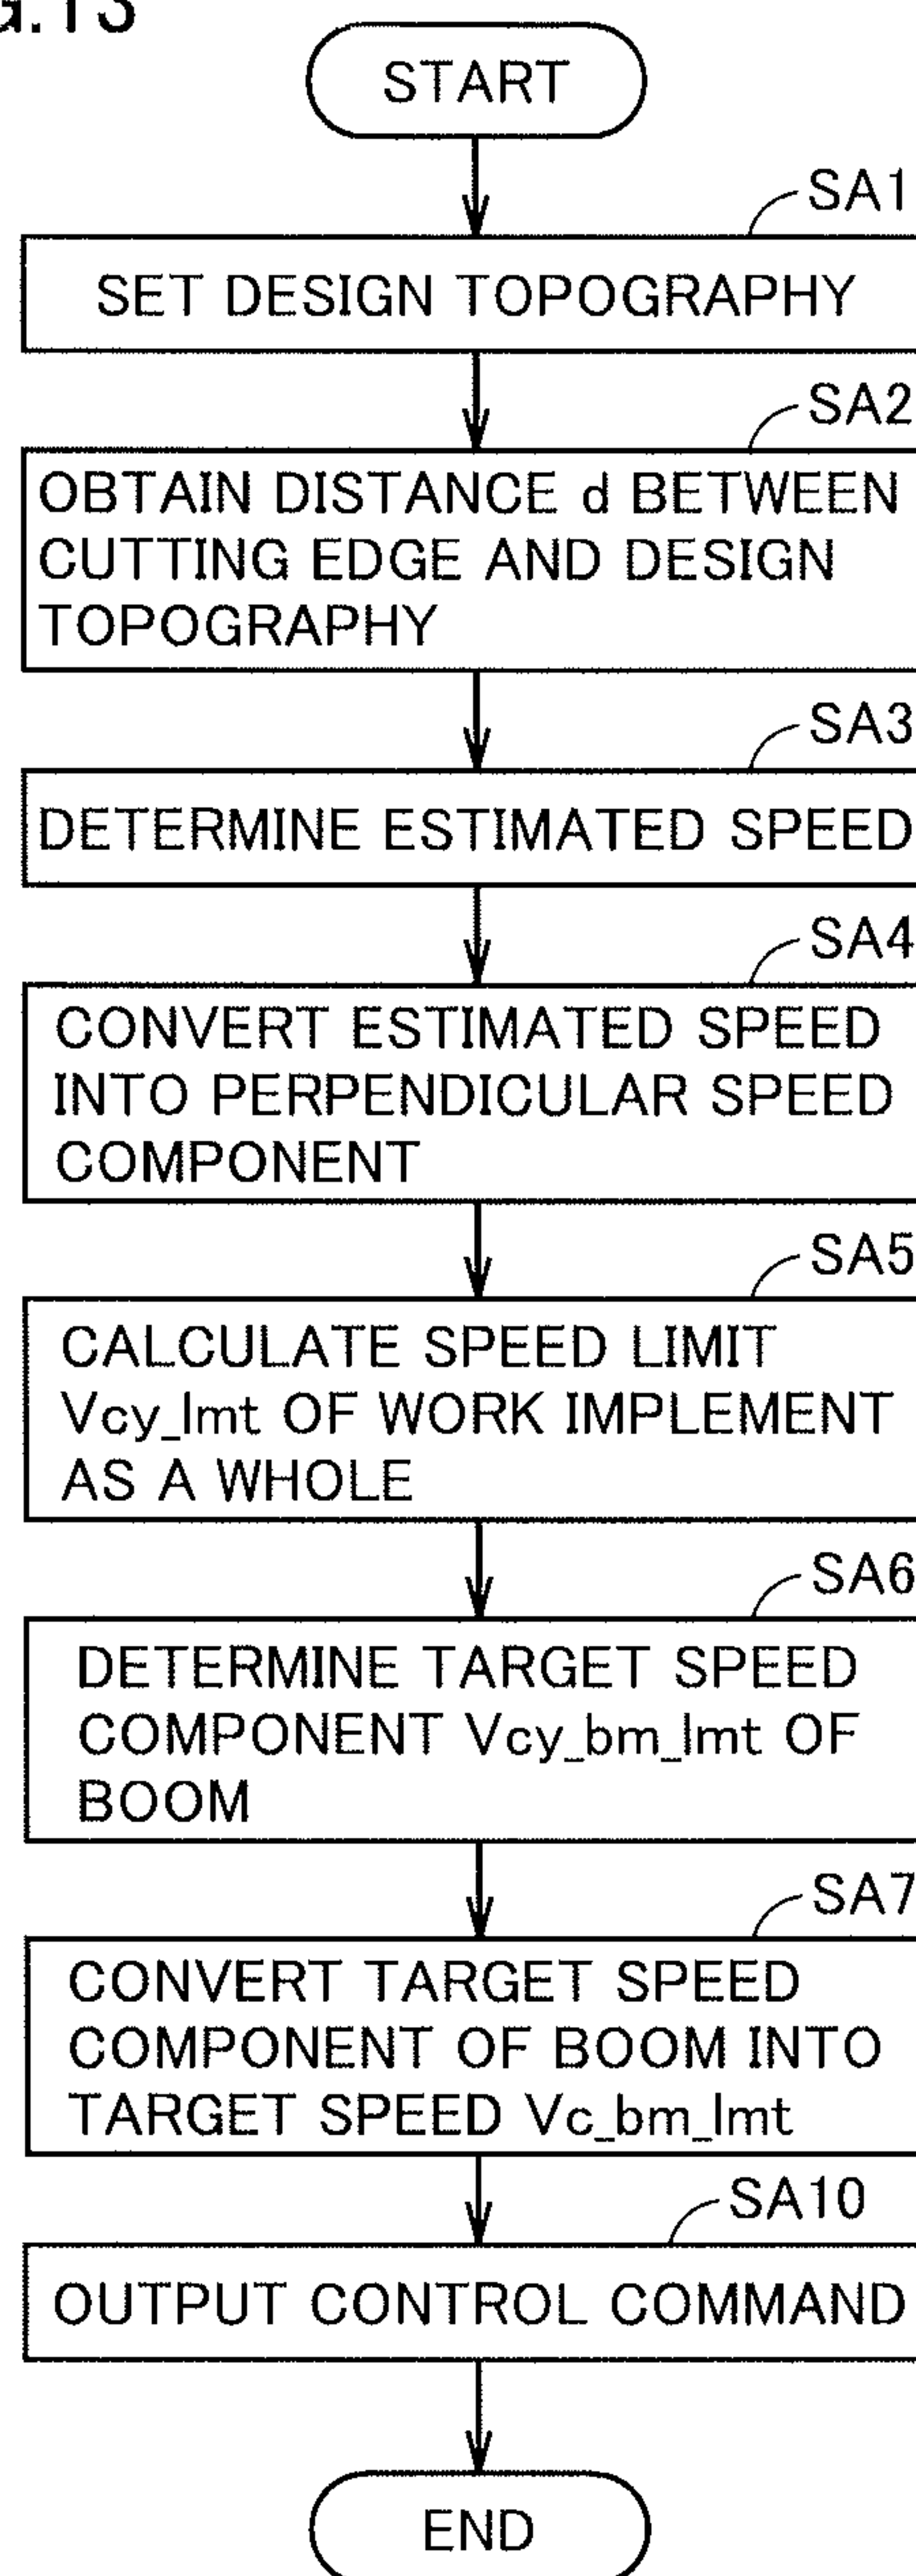 G.13
START
SA1
SET DESIGN TOPOGRAPHY
SA2
OBTAIN DISTANCE d BETWEEN
CUTTING EDGE AND DESIGN
TOPOGRAPHY
SA3
DETERMINE ESTIMATED SPEED
SA4
CONVERT ESTIMATED SPEED
INTO PERPENDICULAR SPEED
COMPONENT
SA5
CALCULATE SPEED LIMIT
Vcy_lmt OF WORK IMPLEMENT
AS A WHOLE
SA6
DETERMINE TARGET SPEED
COMPONENT Vcy_bm_lmt OF
BOOM
SA7
CONVERT TARGET SPEED
COMPONENT OF BOOM INTO
TARGET SPEED Vc_bm_lmt
SA10
OUTPUT CONTROL COMMAND
END